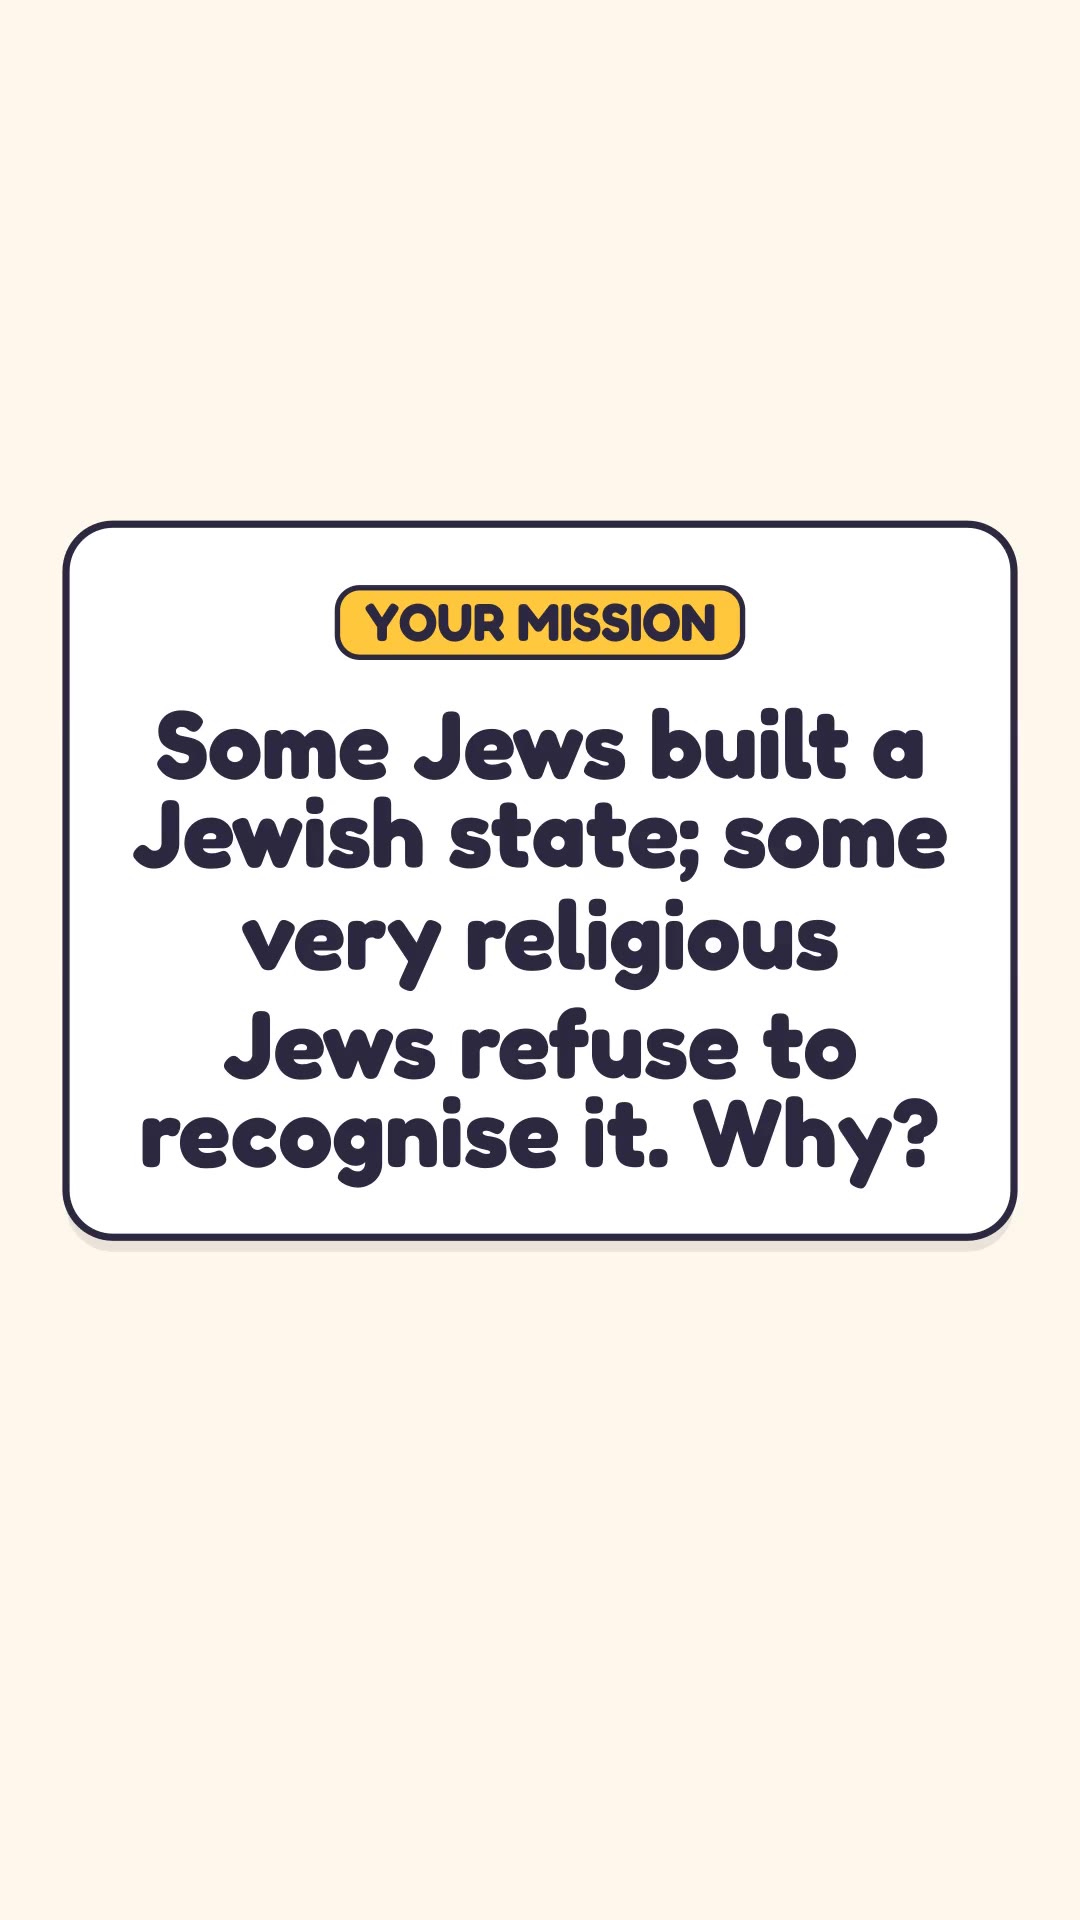 YOUR MISSION
Some Jews built a
Jewish state; some
very religious
Jews refuse to
recognise it. Why?